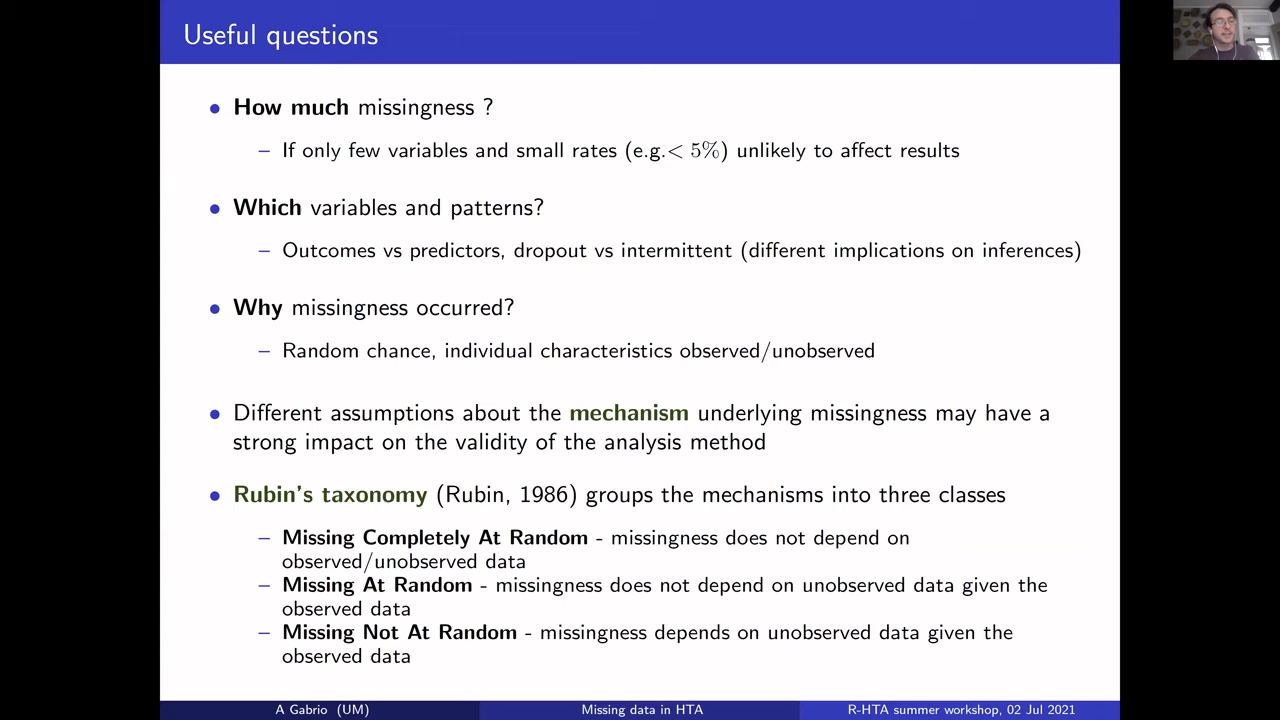 Useful questions
• How much missingness ?
– If only few variables and small rates (e.g.< 5%) unlikely to affect results
• Which variables and patterns?
– Outcomes vs predictors, dropout vs intermittent (different implications on inferences)
• Why missingness occurred?
– Random chance, individual characteristics observed/unobserved
• Different assumptions about the mechanism underlying missingness may have a
strong impact on the validity of the analysis method
• Rubin's taxonomy (Rubin, 1986) groups the mechanisms into three classes
– Missing Completely At Random - missingness does not depend on
observed/unobserved data
– Missing At Random - missingness does not depend on unobserved data given the
observed data
– Missing Not At Random - missingness depends on unobserved data given the
observed data
A Gabrio (UM)
Missing data in HTA
R-HTA summer workshop, 02 Jul 2021